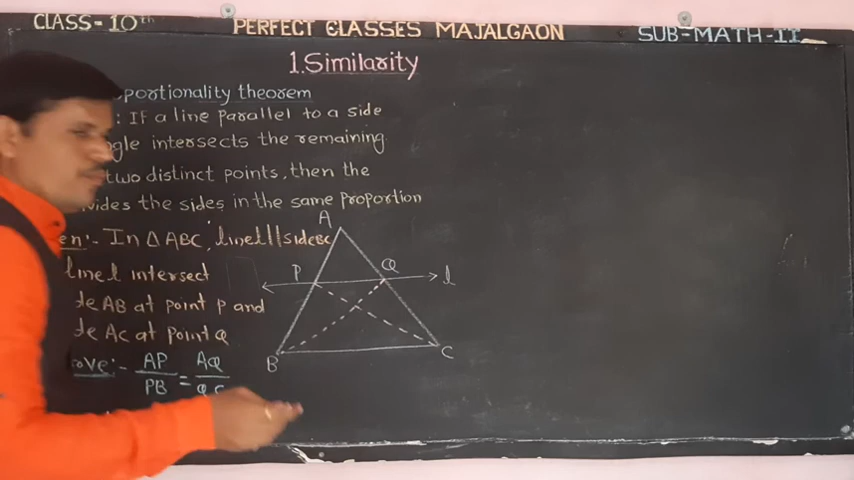 CLASS-10th PERFECT CLASSES MAJALGAON SUB-MATH-II
1.Similarity
portionality theorem
: If a line parallel to a side
gle intersects the remaining
two distinct points, then the
vides the sides in the same proportion
en:- In Δ ABC, line l || side BC
line l intersect
de AB at point P and
de AC at point Q
ove:- AP/PB = AQ/QC
A
P Q l
B C